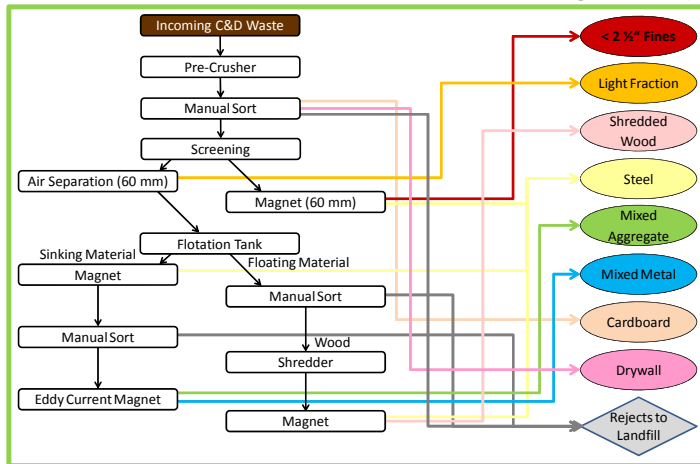 Incoming C&D Waste
< 2 ½" Fines
Pre-Crusher
Light Fraction
Manual Sort
Shredded
Wood
Screening
Air Separation (60 mm)
Steel
Magnet (60 mm)
Mixed
Aggregate
Flotation Tank
Sinking Material
Floating Material
Magnet
Mixed Metal
Manual Sort
Cardboard
Manual Sort
Wood
Shredder
Drywall
Eddy Current Magnet
Magnet
Rejects to
Landfill